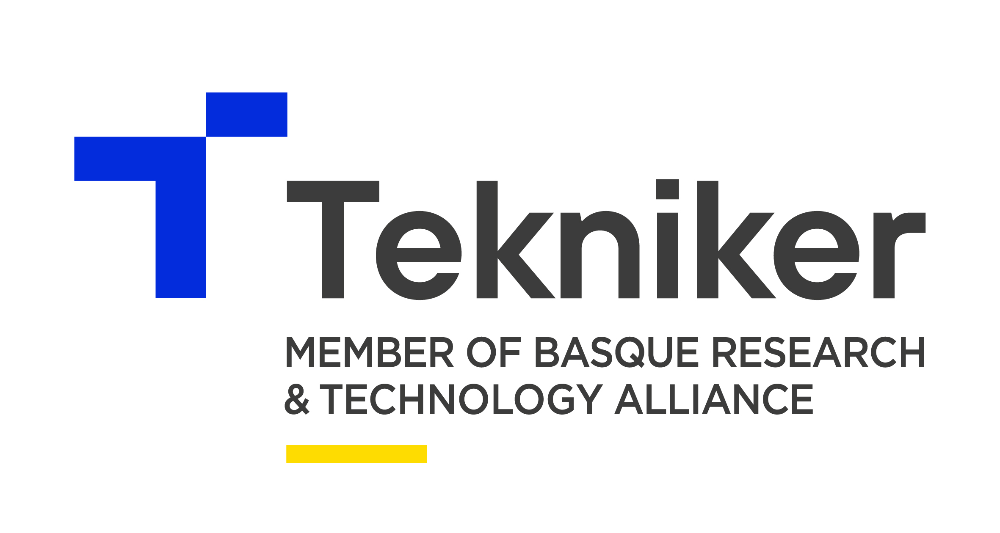 Tekniker
MEMBER OF BASQUE RESEARCH
& TECHNOLOGY ALLIANCE